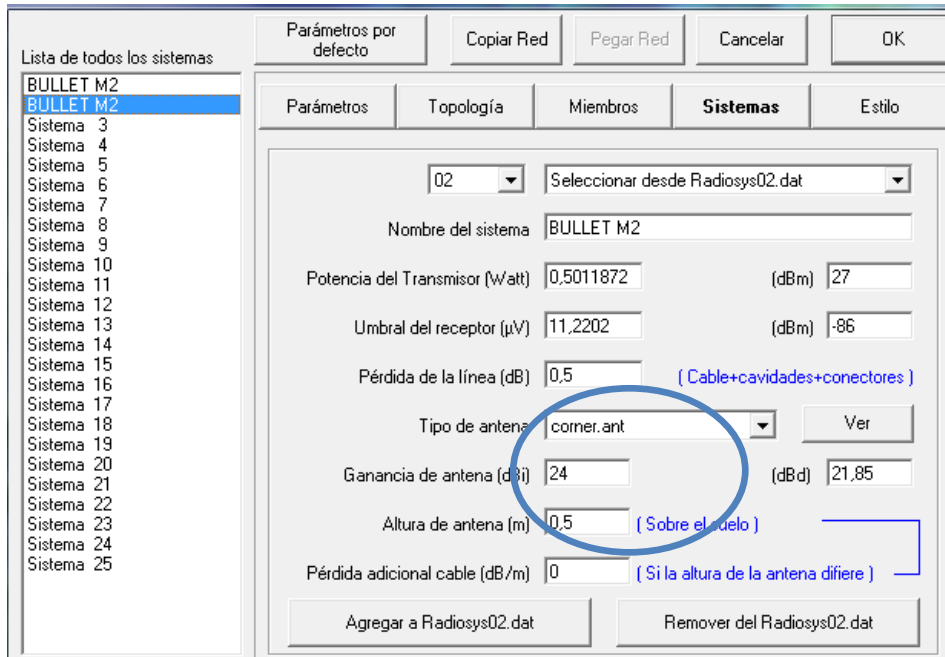 Lista de todos los sistemas
BULLET M2
BULLET M2
Sistema 3
Sistema 4
Sistema 5
Sistema 6
Sistema 7
Sistema 8
Sistema 9
Sistema 10
Sistema 11
Sistema 12
Sistema 13
Sistema 14
Sistema 15
Sistema 16
Sistema 17
Sistema 18
Sistema 19
Sistema 20
Sistema 21
Sistema 22
Sistema 23
Sistema 24
Sistema 25
Parámetros por
defecto
Copiar Red
Pegar Red
Cancelar
OK
Parámetros
Topología
Miembros
Sistemas
Estilo
02 Seleccionar desde Radiosys02.dat
Nombre del sistema BULLET M2
Potencia del Transmisor (Watt) 0,5011872 (dBm) 27
Umbral del receptor (µV) 11,2202 (dBm) -86
Pérdida de la línea (dB) 0,5 ( Cable+cavidades+conectores )
Tipo de antena corner.ant Ver
Ganancia de antena (dBi) 24 (dBd) 21,85
Altura de antena (m) 0,5 ( Sobre el suelo )
Pérdida adicional cable (dB/m) 0 ( Si la altura de la antena difiere )
Agregar a Radiosys02.dat
Remover del Radiosys02.dat